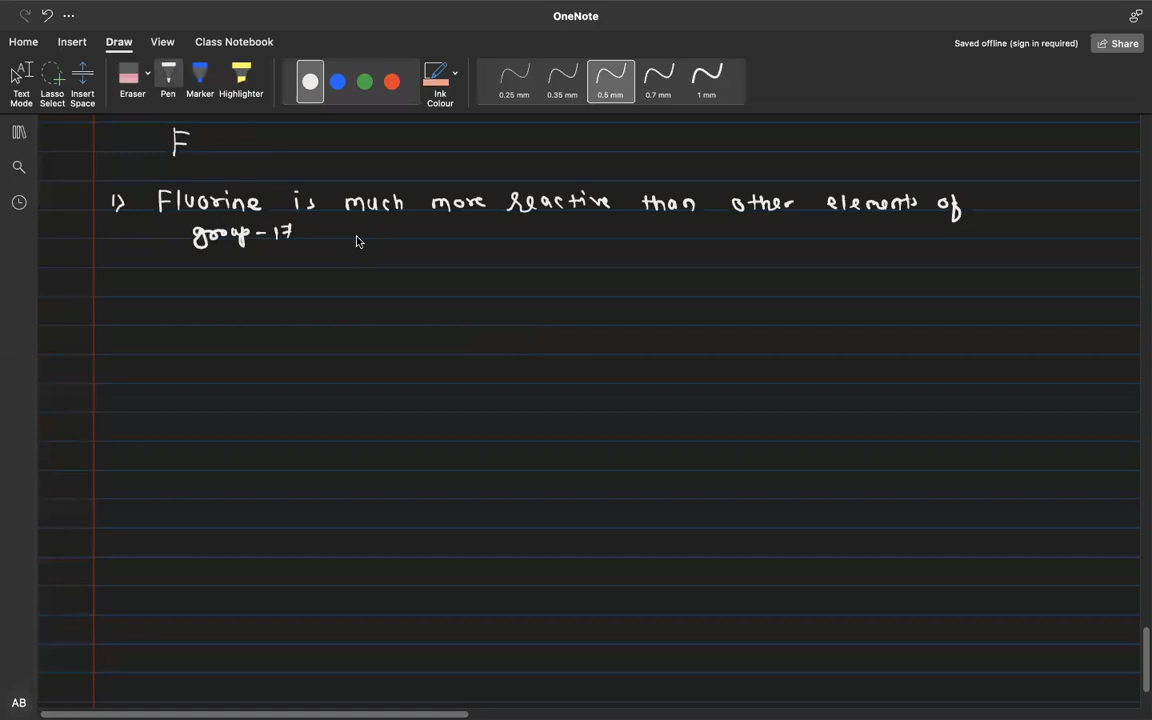 OneNote
Home Insert Draw View Class Notebook Saved offline (sign in required) Share
Text Mode Lasso Select Insert Space Eraser Pen Marker Highlighter Ink Colour 0.25 mm 0.35 mm 0.5 mm 0.7 mm 1 mm
F
1) Fluorine is much more reactive than other elements of
group-17
AB